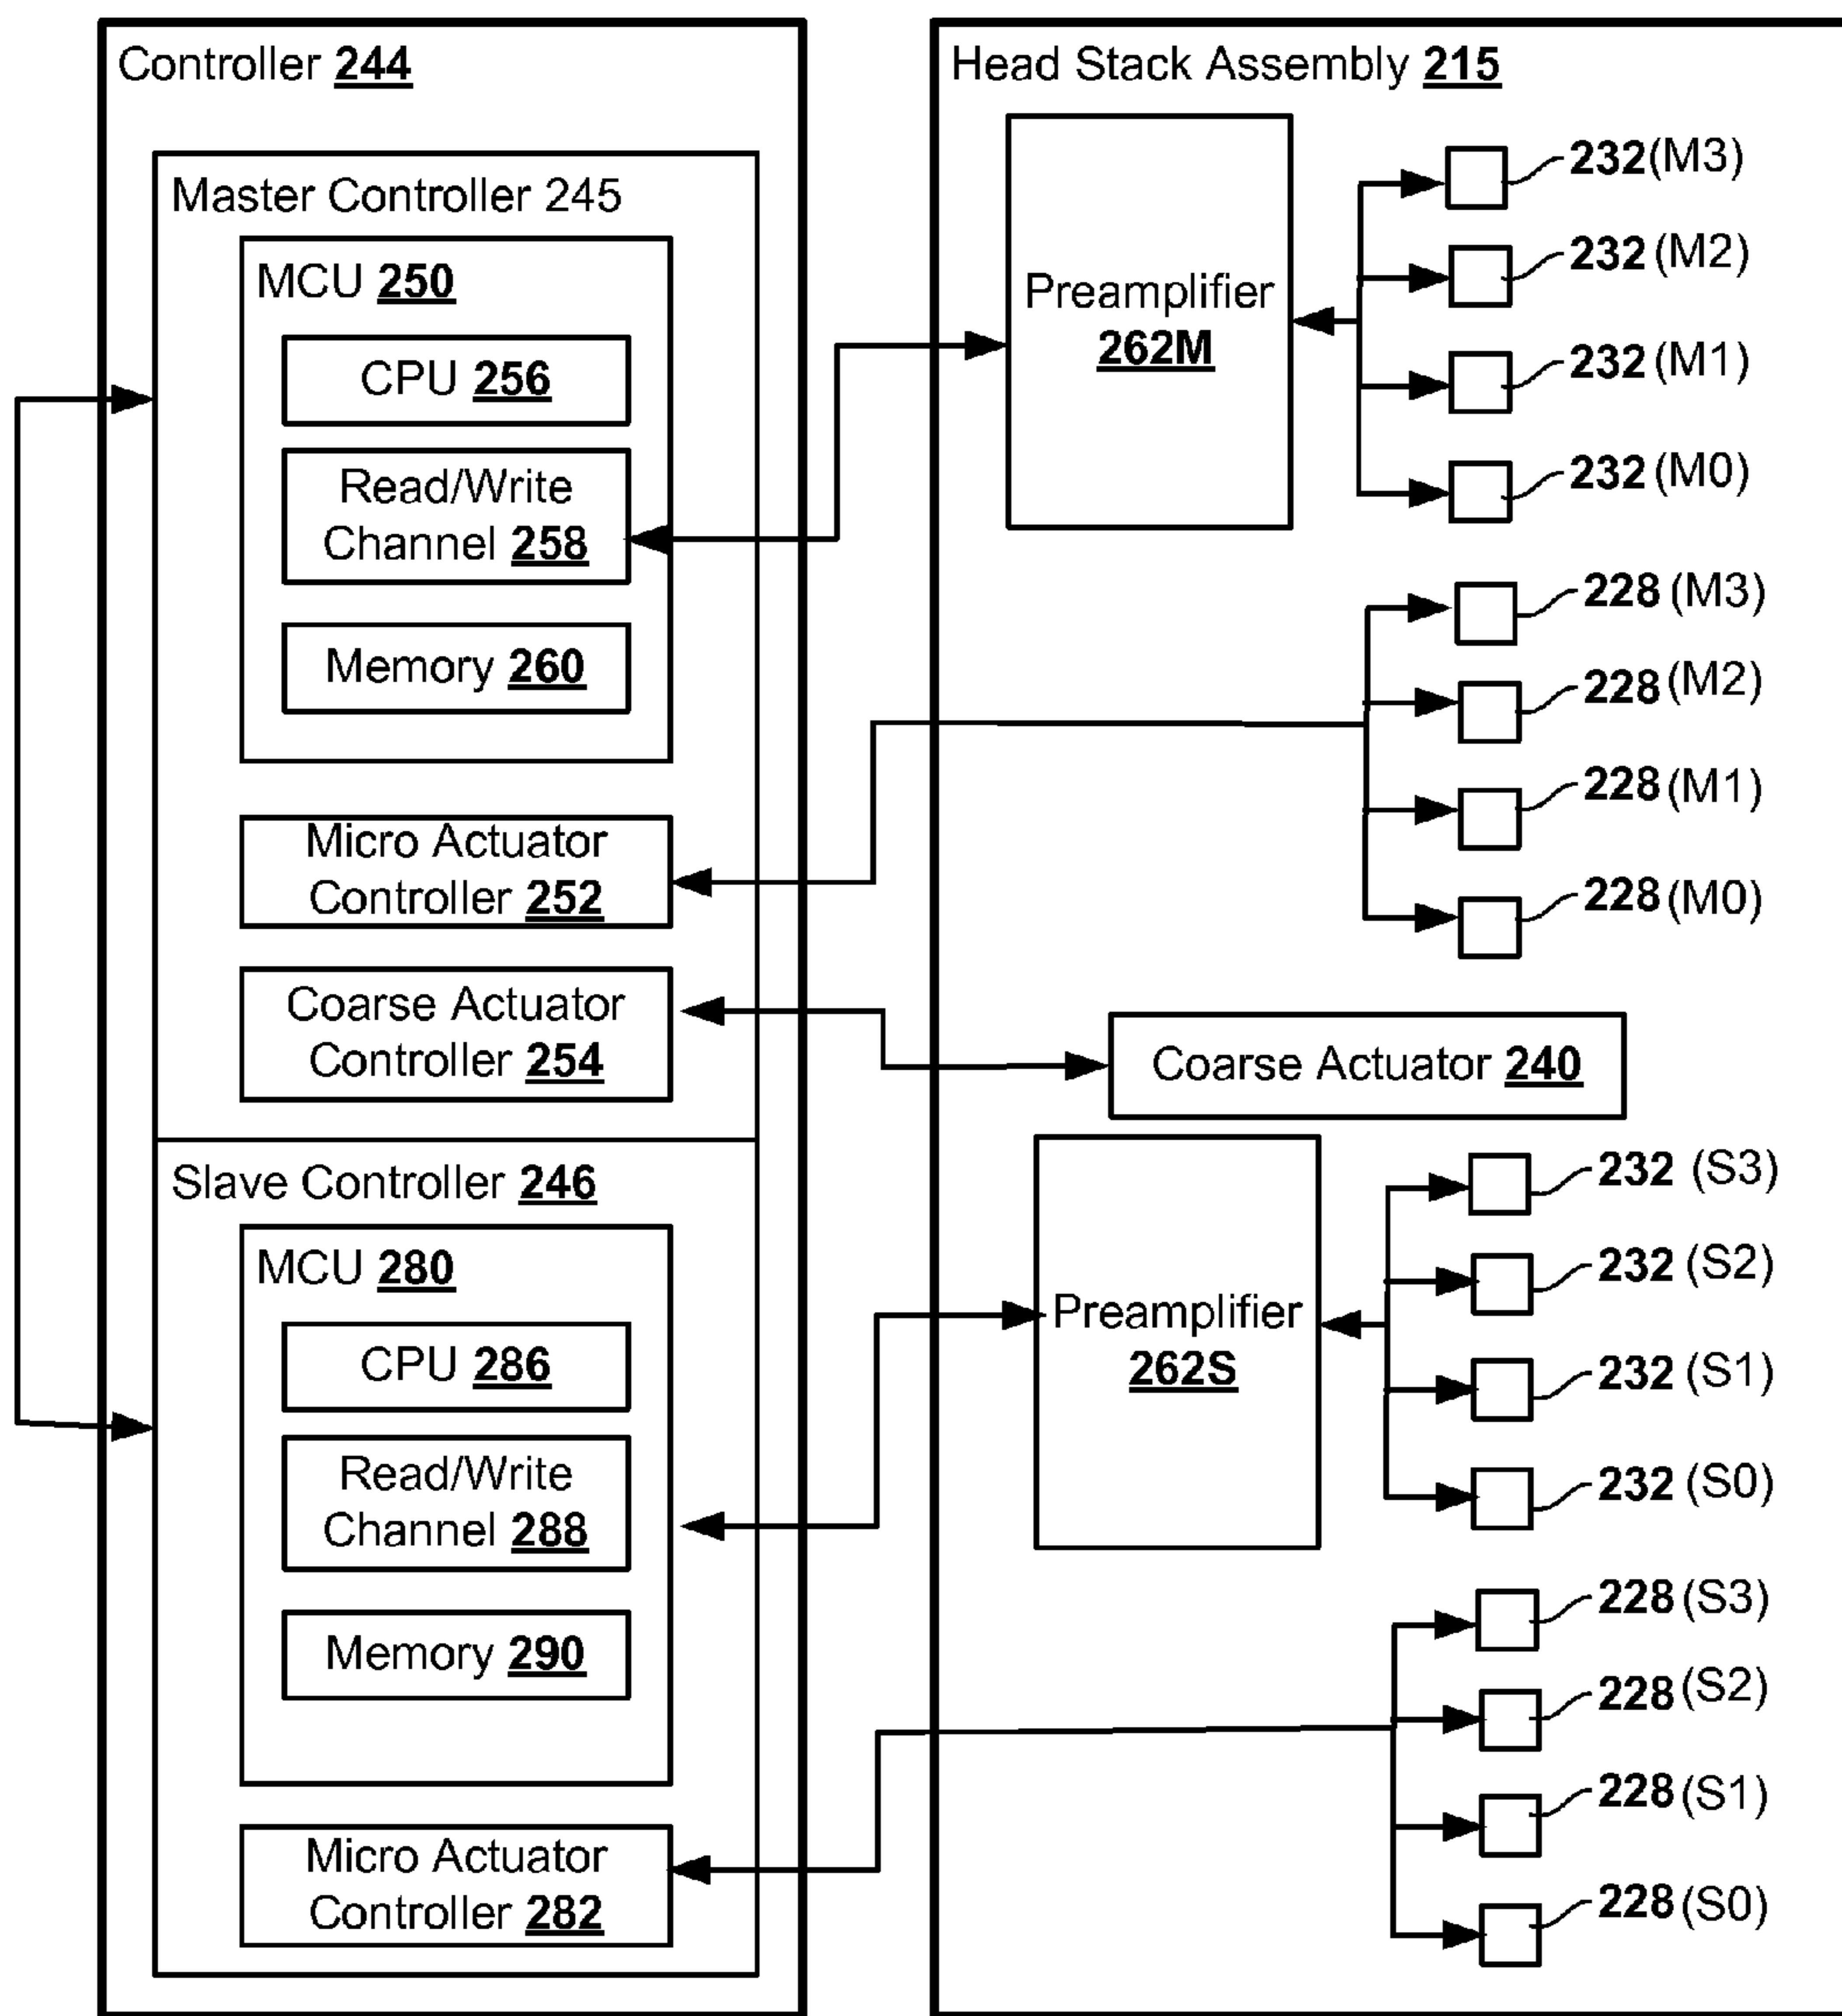 Controller 244
Master Controller 245
MCU 250
CPU 256
Read/Write
Channel 258
Memory 260
Micro Actuator
Controller 252
Coarse Actuator
Controller 254
Slave Controller 246
MCU 280
CPU 286
Read/Write
Channel 288
Memory 290
Micro Actuator
Controller 282
Head Stack Assembly 215
Preamplifier
262M
232 (M3)
232 (M2)
232 (M1)
232 (M0)
228 (M3)
228 (M2)
228 (M1)
228 (M0)
Coarse Actuator 240
Preamplifier
262S
232 (S3)
232 (S2)
232 (S1)
232 (S0)
228 (S3)
228 (S2)
228 (S1)
228 (S0)